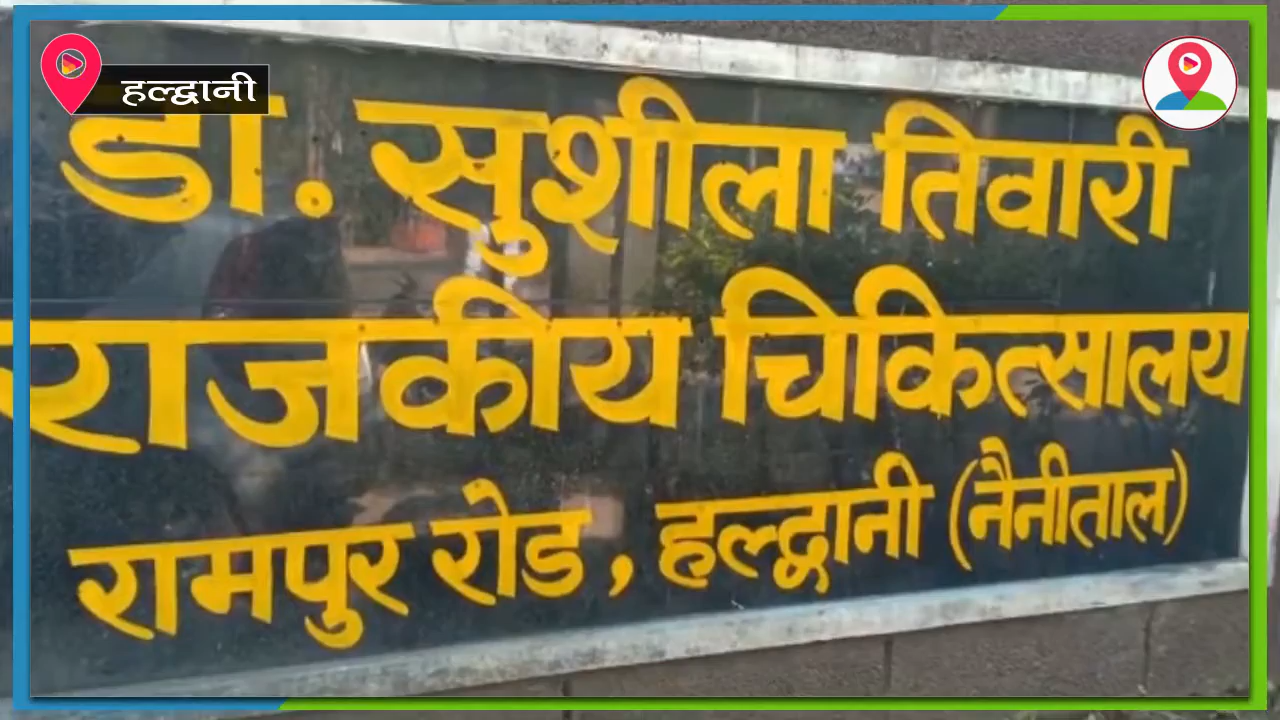 हल्द्वानी
डा. सुशीला तिवारी
राजकीय चिकित्सालय
रामपुर रोड, हल्द्वानी (नैनीताल)